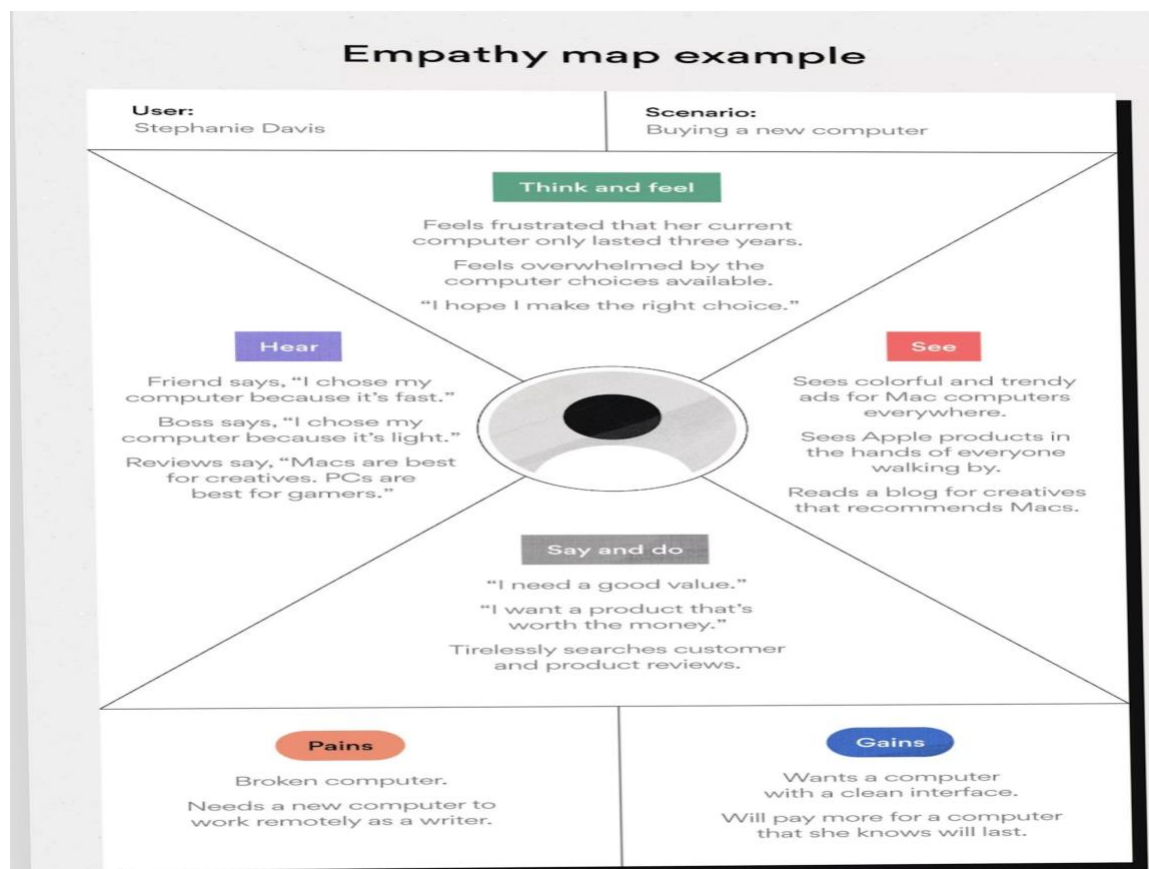 Empathy map example
User:
Stephanie Davis
Scenario:
Buying a new computer
Think and feel
Feels frustrated that her current
computer only lasted three years.
Feels overwhelmed by the
computer choices available.
“I hope I make the right choice.”
Hear
Friend says, “I chose my
computer because it’s fast.”
Boss says, “I chose my
computer because it’s light.”
Reviews say, “Macs are best
for creatives. PCs are
best for gamers.”
See
Sees colorful and trendy
ads for Mac computers
everywhere.
Sees Apple products in
the hands of everyone
walking by.
Reads a blog for creatives
that recommends Macs.
Say and do
“I need a good value.”
“I want a product that’s
worth the money.”
Tirelessly searches customer
and product reviews.
Pains
Broken computer.
Needs a new computer to
work remotely as a writer.
Gains
Wants a computer
with a clean interface.
Will pay more for a computer
that she knows will last.